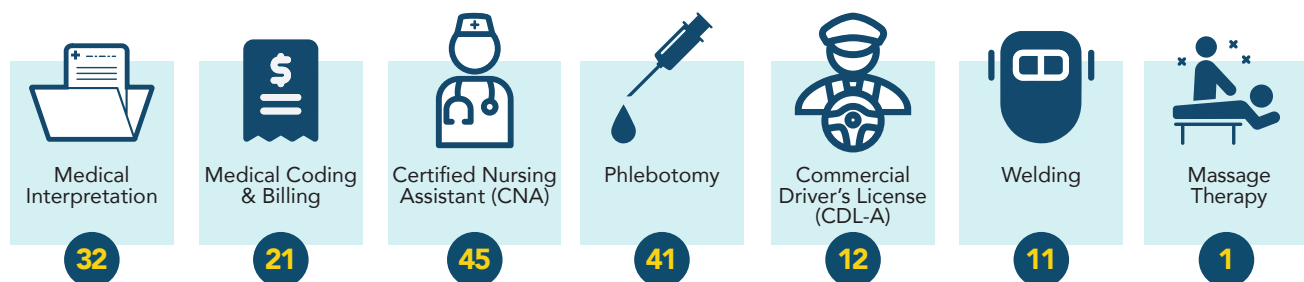 $
Medical
Interpretation
32
Medical Coding
& Billing
21
Certified Nursing
Assistant (CNA)
45
Phlebotomy
41
Commercial
Driver's License
(CDL-A)
12
Welding
11
Massage
Therapy
1